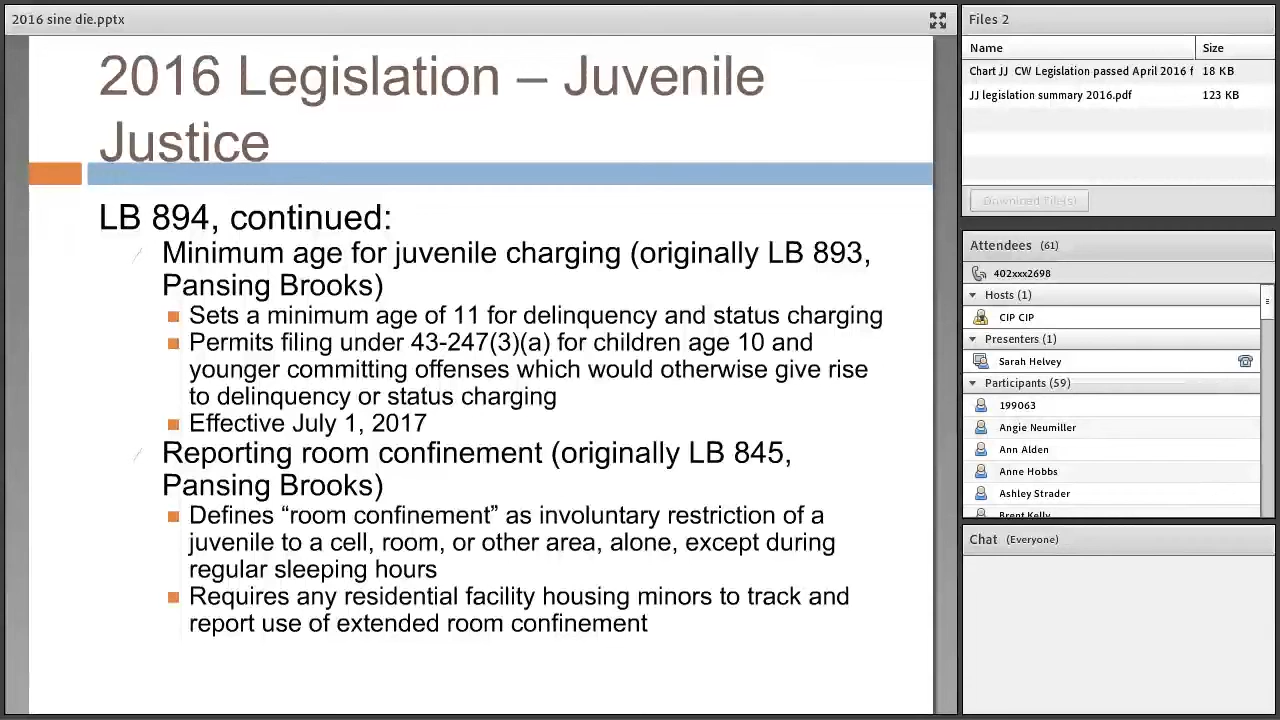 2016 sine die.pptx
2016 Legislation – Juvenile
Justice
LB 894, continued:
Minimum age for juvenile charging (originally LB 893,
Pansing Brooks)
Sets a minimum age of 11 for delinquency and status charging
Permits filing under 43-247(3)(a) for children age 10 and
younger committing offenses which would otherwise give rise
to delinquency or status charging
Effective July 1, 2017
Reporting room confinement (originally LB 845,
Pansing Brooks)
Defines “room confinement” as involuntary restriction of a
juvenile to a cell, room, or other area, alone, except during
regular sleeping hours
Requires any residential facility housing minors to track and
report use of extended room confinement
Files 2
Name Size
Chart JJ CW Legislation passed April 2016 f 18 KB
JJ legislation summary 2016.pdf 123 KB
Download File(s)
Attendees (61)
402xxx2698
Hosts (1)
CIP CIP
Presenters (1)
Sarah Helvey
Participants (59)
199063
Angie Neumiller
Ann Alden
Anne Hobbs
Ashley Strader
Brent Kelly
Chat (Everyone)